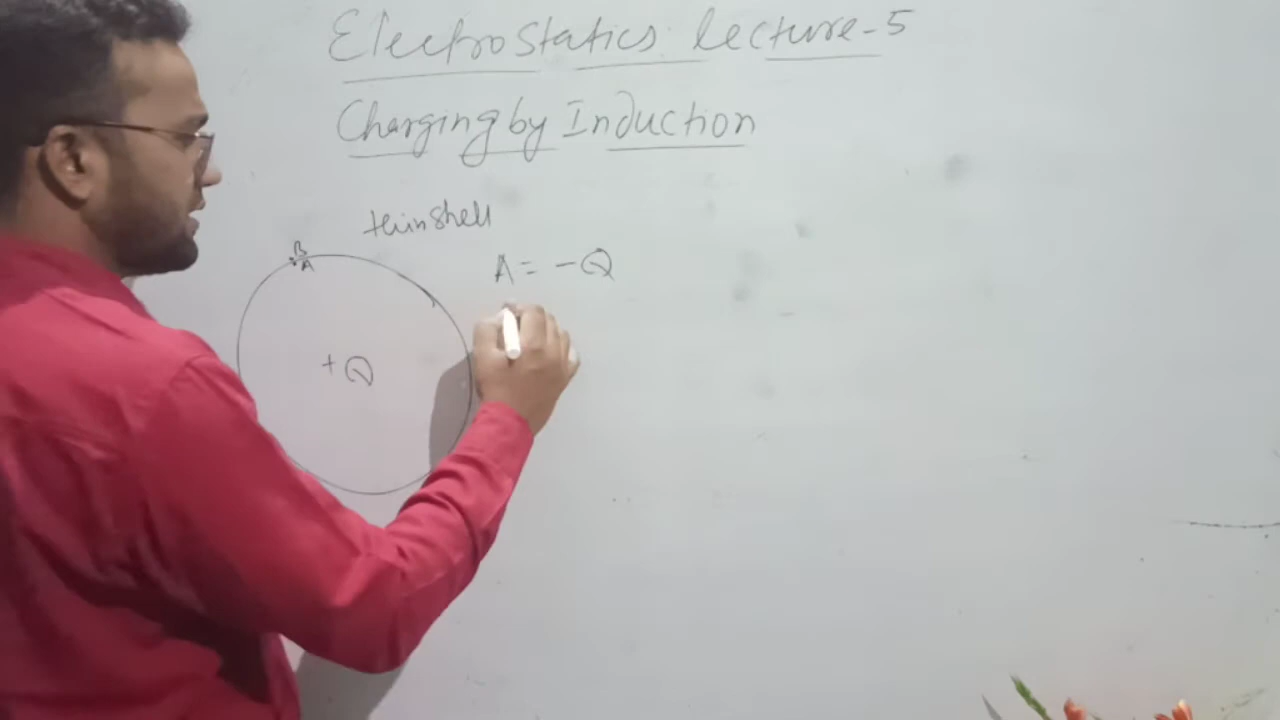 Electrostatics lecture-5
Charging by Induction
thin shell
B
A
A = -Q
+Q